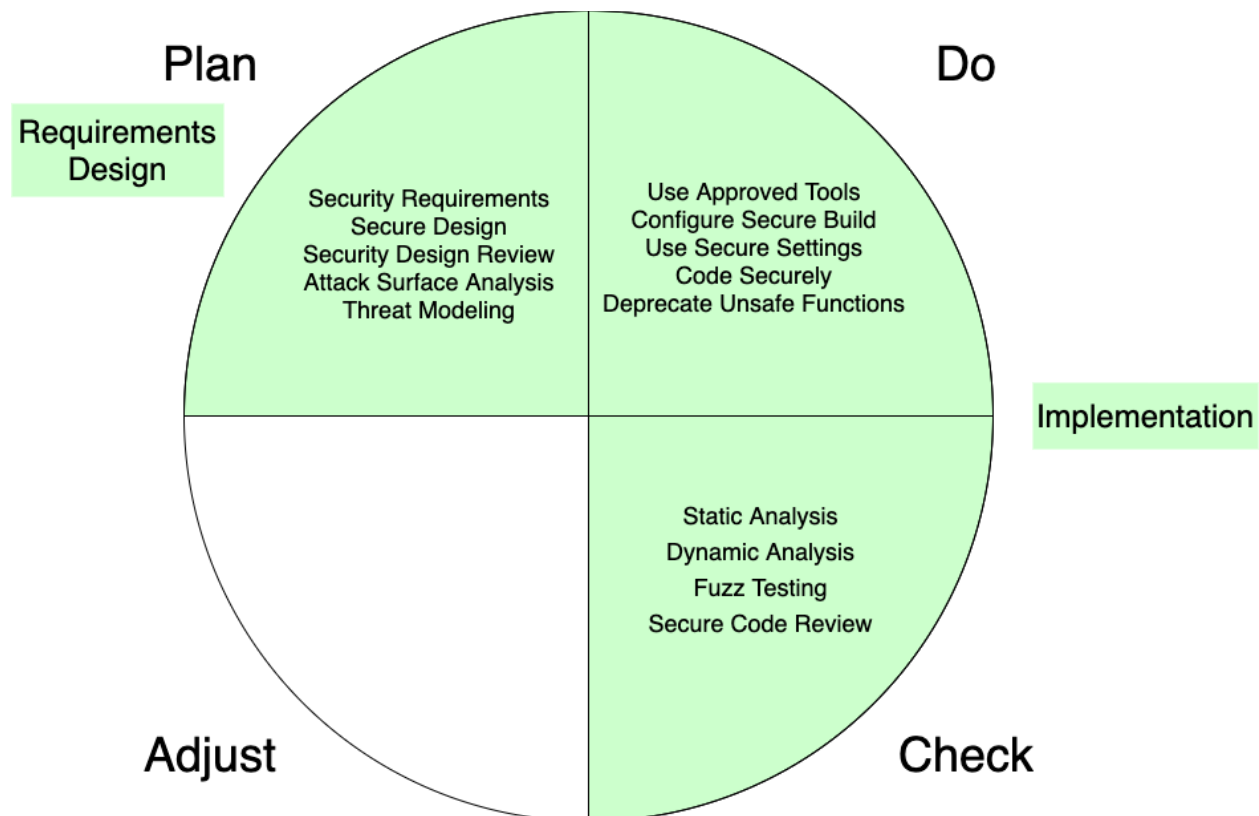 Plan
Do
Requirements
Design
Security Requirements
Secure Design
Security Design Review
Attack Surface Analysis
Threat Modeling
Use Approved Tools
Configure Secure Build
Use Secure Settings
Code Securely
Deprecate Unsafe Functions
Implementation
Static Analysis
Dynamic Analysis
Fuzz Testing
Secure Code Review
Adjust
Check